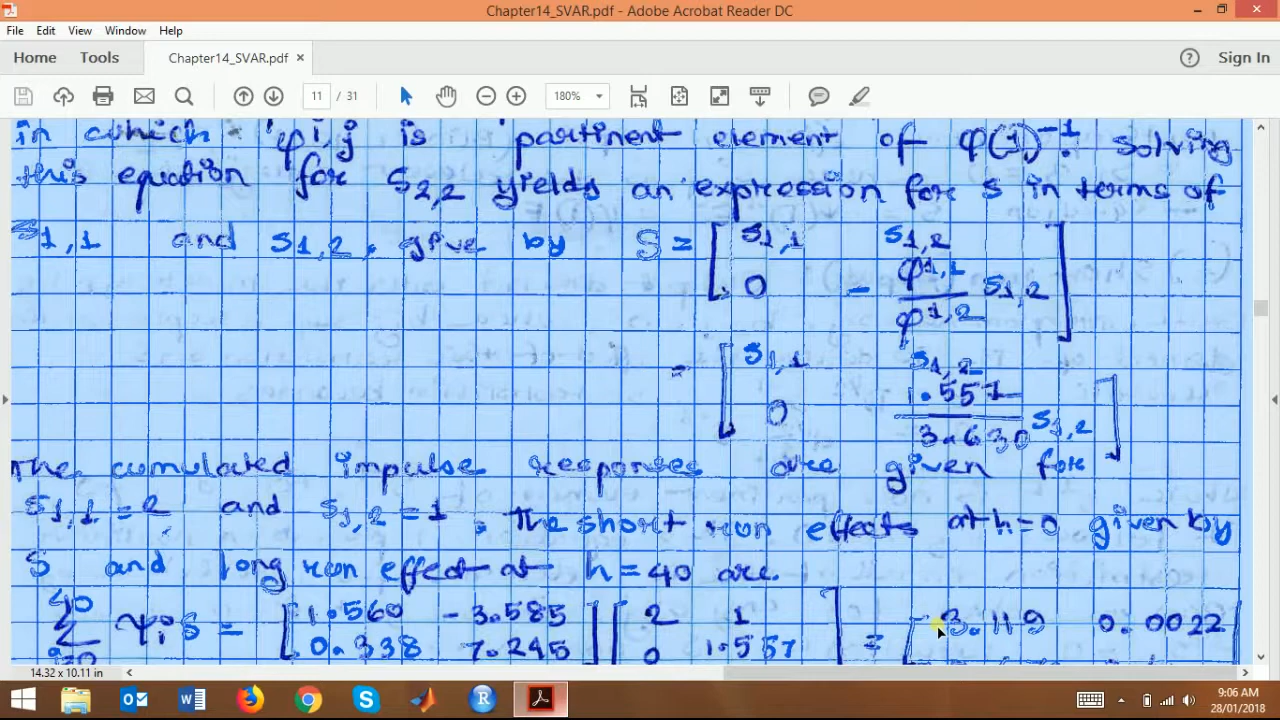 Chapter14_SVAR.pdf - Adobe Acrobat Reader DC
File Edit View Window Help
Home Tools Chapter14_SVAR.pdf × Sign In
11 / 31 180%
in which φi,j is partinent element of φ(1)⁻¹. Solving
this equation for S2,2 yields an expression for S in terms of
S1,1 and S1,2, give by S = [ S1,1 S1,2
0 - φ^1,1 / φ^1,2 S1,2 ]
= [ S1,1 S1,2
0 1.557 / 3.630 S1,2 ]
The cumulated impulse responses are given for
S1,1 = 2 and S1,2 = 1. The short run effects at h=0 given by
S and long run effect at h = 40 are.
40
Σ Ψi S = [ 1.560 - 3.585 ] [ 2 1 ] = [ 3.119 0.0022
0.338 7.245 0 1.557
14.32 x 10.11 in
9:06 AM
28/01/2018